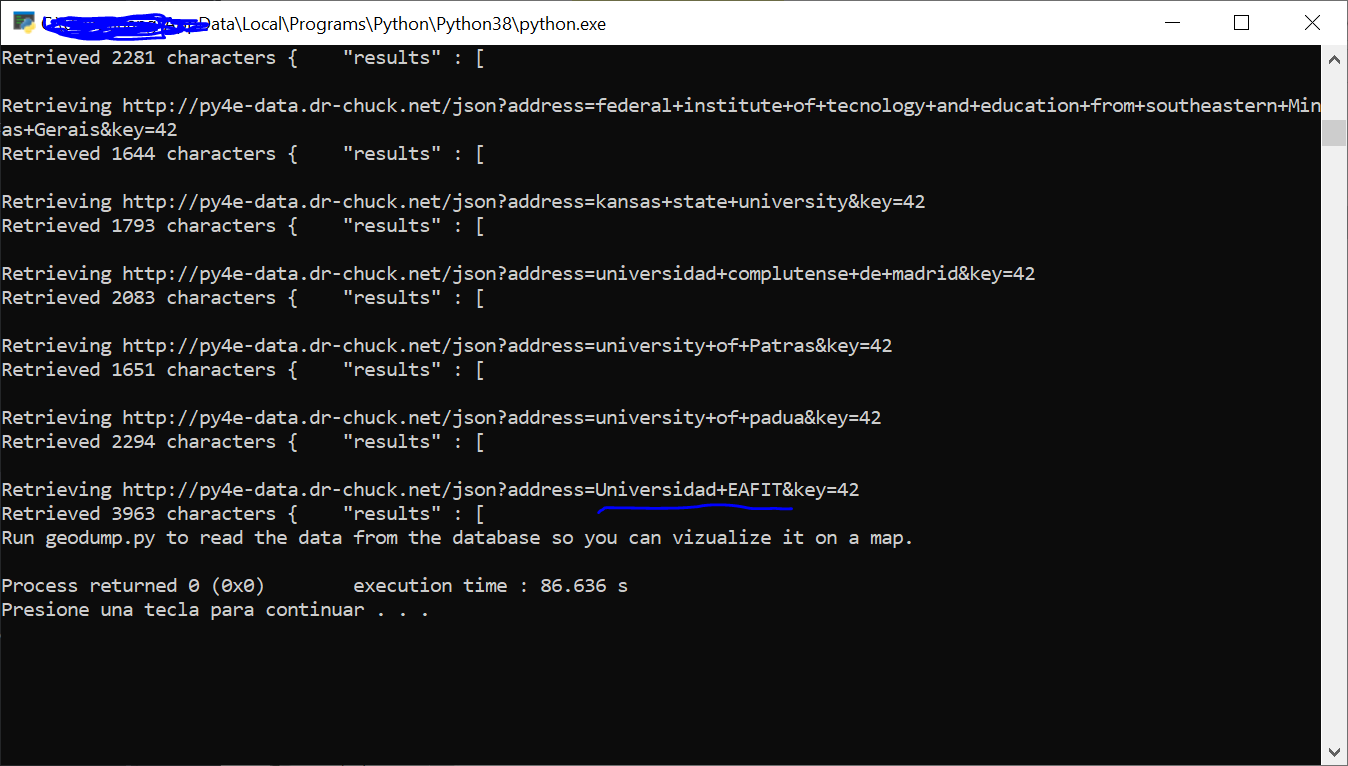 Data\Local\Programs\Python\Python38\python.exe
Retrieved 2281 characters {    "results" : [
Retrieving http://py4e-data.dr-chuck.net/json?address=federal+institute+of+tecnology+and+education+from+southeastern+Min
as+Gerais&key=42
Retrieved 1644 characters {    "results" : [
Retrieving http://py4e-data.dr-chuck.net/json?address=kansas+state+university&key=42
Retrieved 1793 characters {    "results" : [
Retrieving http://py4e-data.dr-chuck.net/json?address=universidad+complutense+de+madrid&key=42
Retrieved 2083 characters {    "results" : [
Retrieving http://py4e-data.dr-chuck.net/json?address=university+of+Patras&key=42
Retrieved 1651 characters {    "results" : [
Retrieving http://py4e-data.dr-chuck.net/json?address=university+of+padua&key=42
Retrieved 2294 characters {    "results" : [
Retrieving http://py4e-data.dr-chuck.net/json?address=Universidad+EAFIT&key=42
Retrieved 3963 characters {    "results" : [
Run geodump.py to read the data from the database so you can vizualize it on a map.
Process returned 0 (0x0)        execution time : 86.636 s
Presione una tecla para continuar . . .